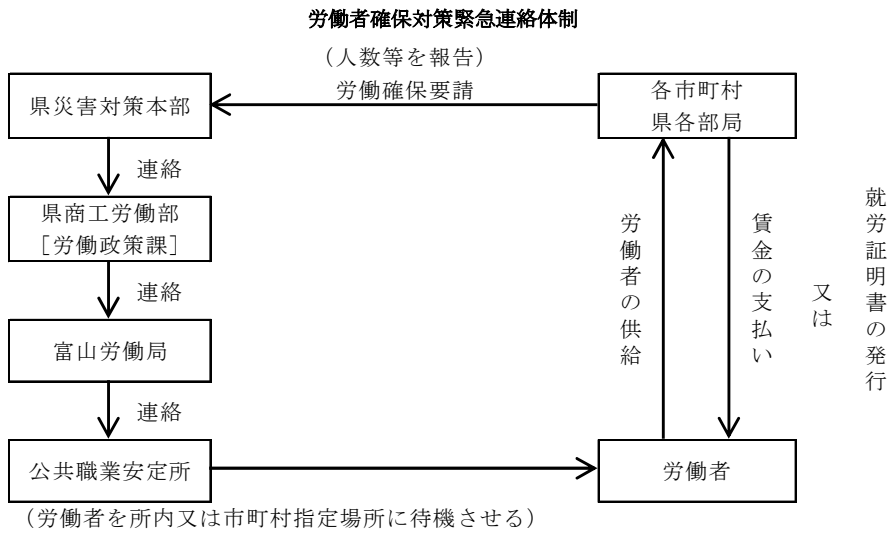 労働者確保対策緊急連絡体制
（人数等を報告）
労働確保要請
県災害対策本部
各市町村
県各部局
連絡
県商工労働部
［労働政策課］
連絡
富山労働局
連絡
公共職業安定所
労働者の供給
賃金の支払い
又は
就労証明書の発行
労働者
（労働者を所内又は市町村指定場所に待機させる）